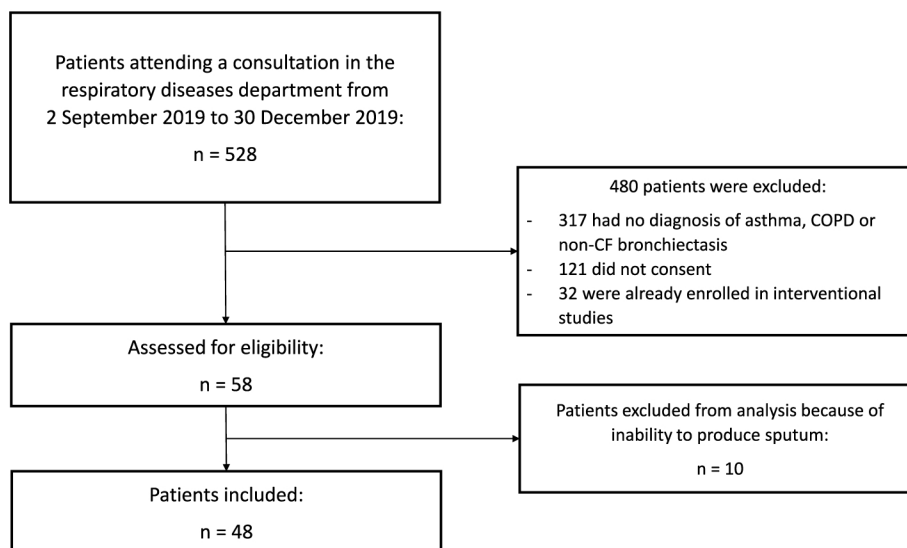 Patients attending a consultation in the
respiratory diseases department from
2 September 2019 to 30 December 2019:
n = 528
480 patients were excluded:
- 317 had no diagnosis of asthma, COPD or
non-CF bronchiectasis
- 121 did not consent
- 32 were already enrolled in interventional
studies
Assessed for eligibility:
n = 58
Patients excluded from analysis because of
inability to produce sputum:
n = 10
Patients included:
n = 48